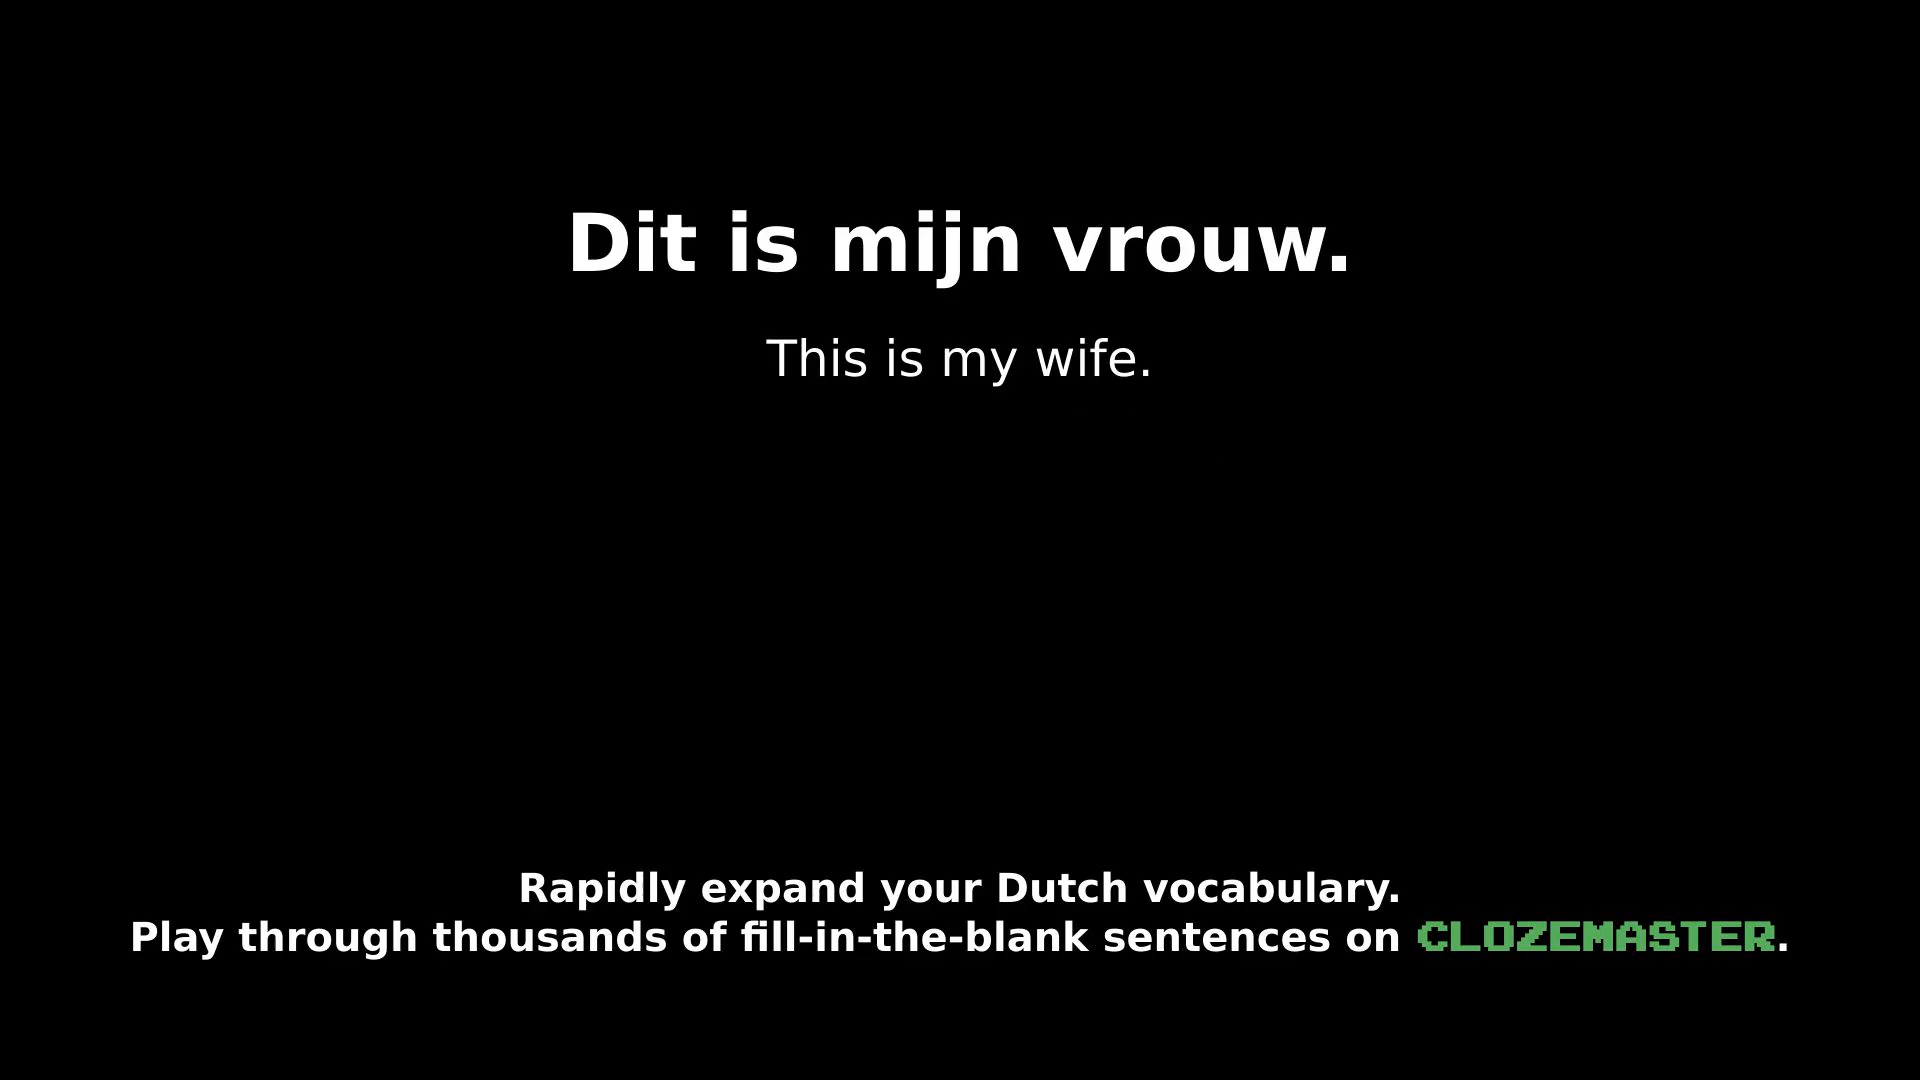 Dit is mijn vrouw.
This is my wife.
Rapidly expand your Dutch vocabulary.
Play through thousands of fill-in-the-blank sentences on CLOZEMASTER.